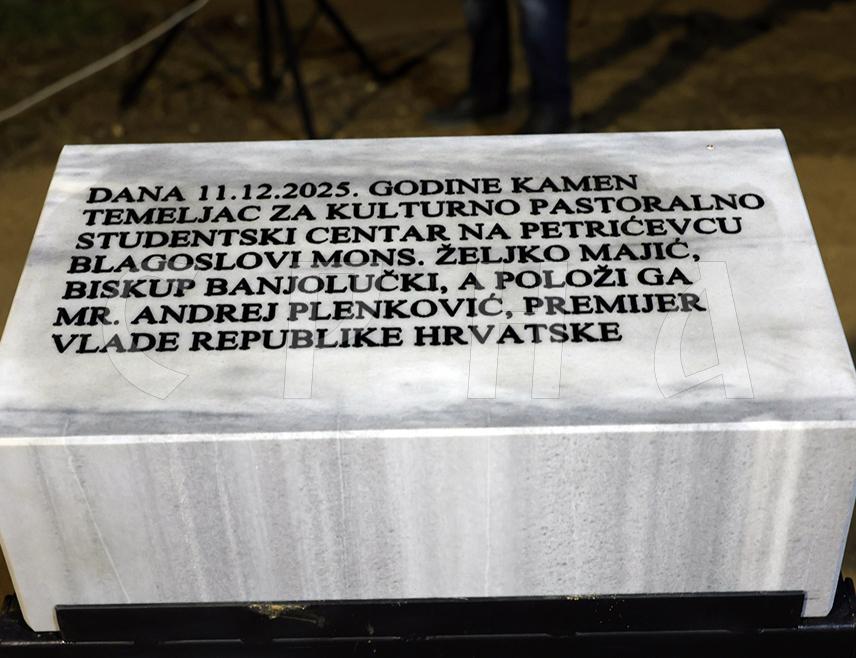 DANA 11.12.2025. GODINE KAMEN
TEMELJAC ZA KULTURNO PASTORALNO
STUDENTSKI CENTAR NA PETRIĆEVCU
BLAGOSLOVI MONS. ŽELJKO MAJIĆ,
BISKUP BANJOLUČKI, A POLOŽI GA
MR. ANDREJ PLENKOVIĆ, PREMIJER
VLADE REPUBLIKE HRVATSKE
срна